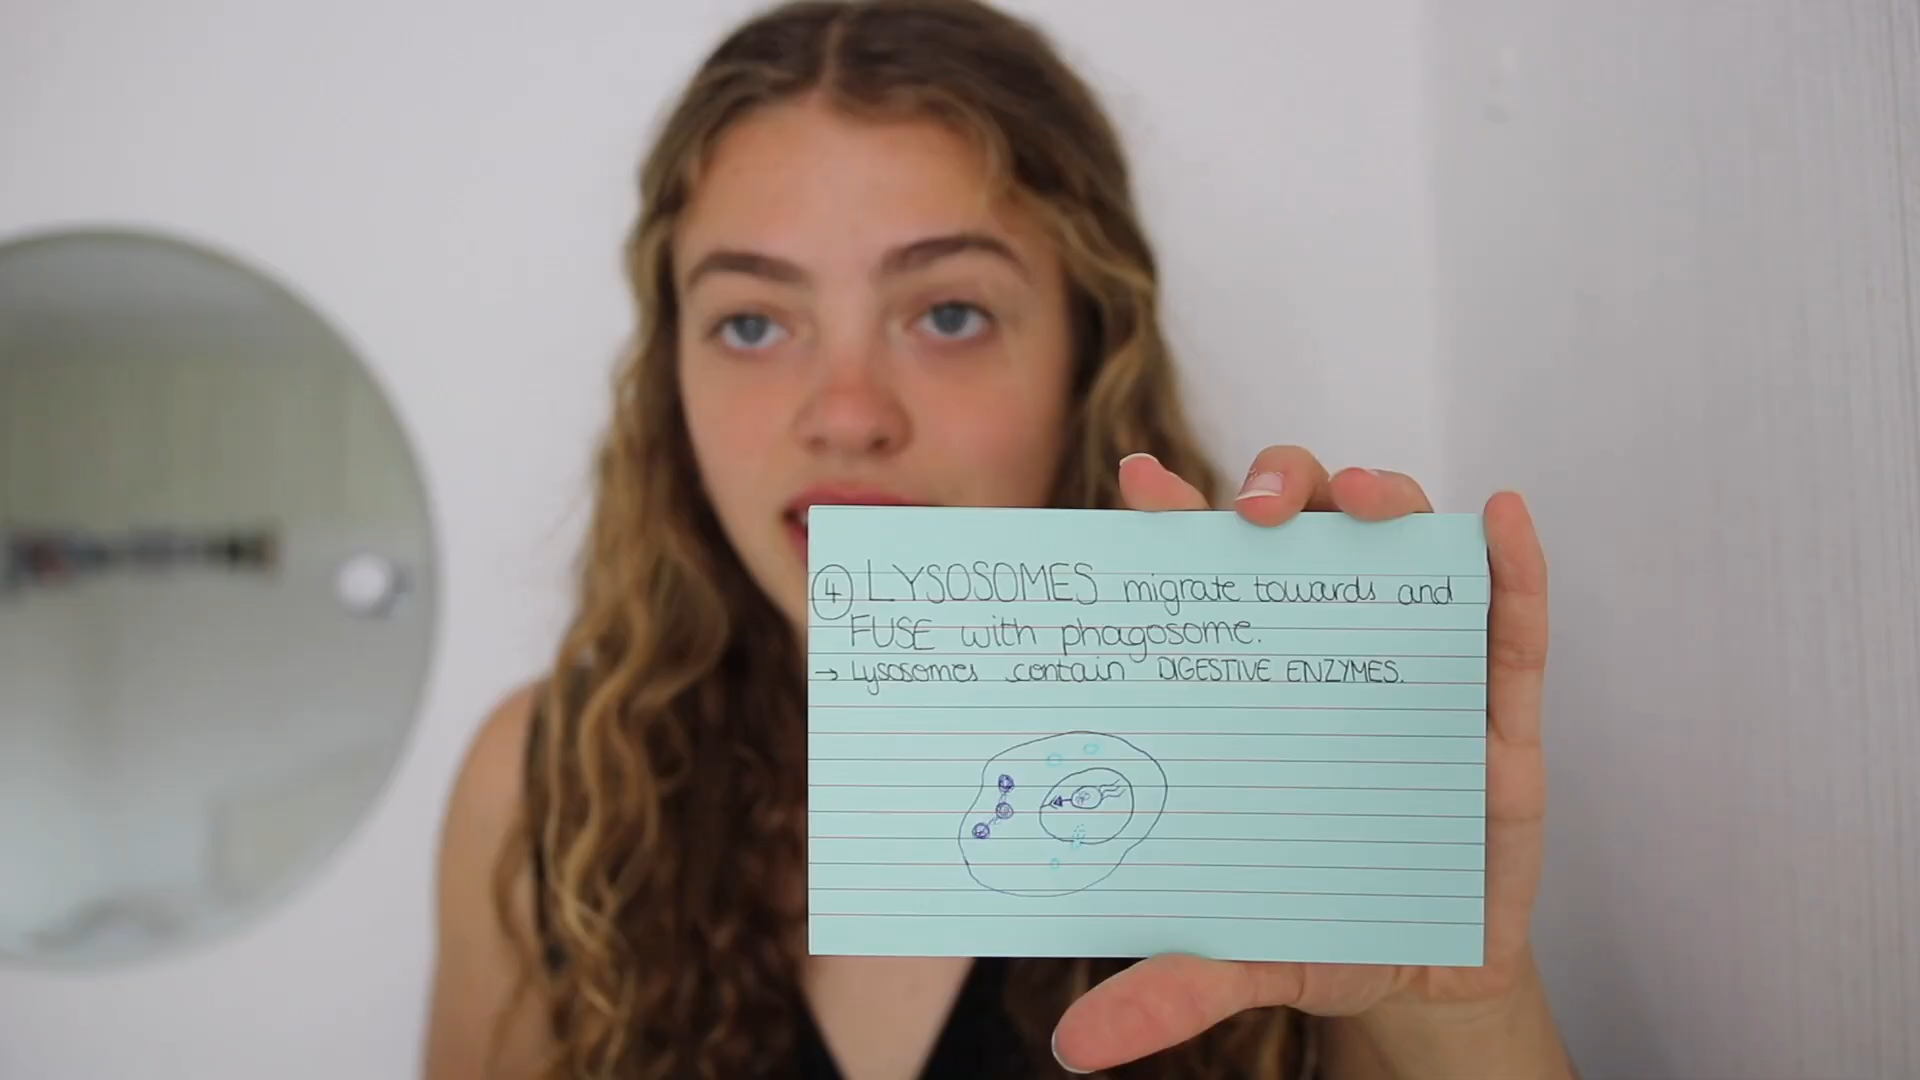 ④ LYSOSOMES migrate towards and
FUSE with phagosome.
→ Lysosomes contain DIGESTIVE ENZYMES.